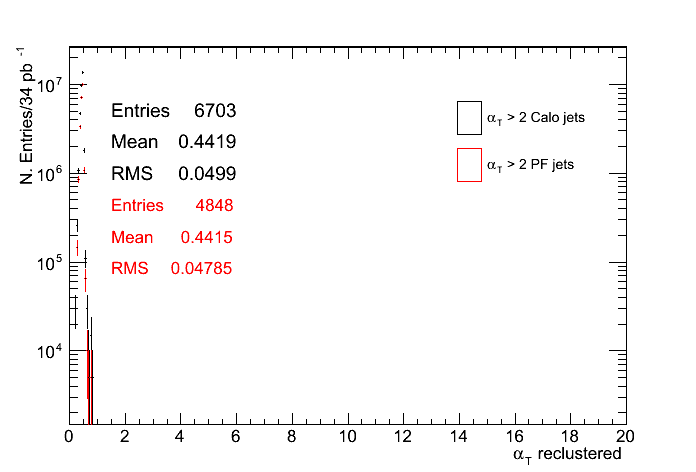 N. Entries/34 pb⁻¹
10⁷
10⁶
10⁵
10⁴
Entries 6703
Mean 0.4419
RMS 0.0499
Entries 4848
Mean 0.4415
RMS 0.04785
α_T > 2 Calo jets
α_T > 2 PF jets
0 2 4 6 8 10 12 14 16 18 20
α_T reclustered